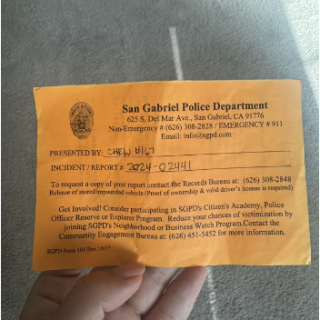 San Gabriel Police Department
625 S. Del Mar Ave., San Gabriel, CA 91776
Non-Emergency # (626) 308-2828 / EMERGENCY # 911
Email: info@sgpd.com
PRESENTED BY: CHEW #167
INCIDENT / REPORT # 2024-02441
To request a copy of your report contact the Records Bureau at: (626) 308-2848
Release of stored/impounded vehicle (Proof of ownership & valid driver's license is required)
Get Involved! Consider participating in SGPD's Citizen's Academy, Police
Officer Reserve or Explorer Program. Reduce your chances of victimization by
joining SGPD's Neighborhood or Business Watch Program. Contact the
Community Engagement Bureau at: (626) 451-5452 for more information.
SGPD Form 100